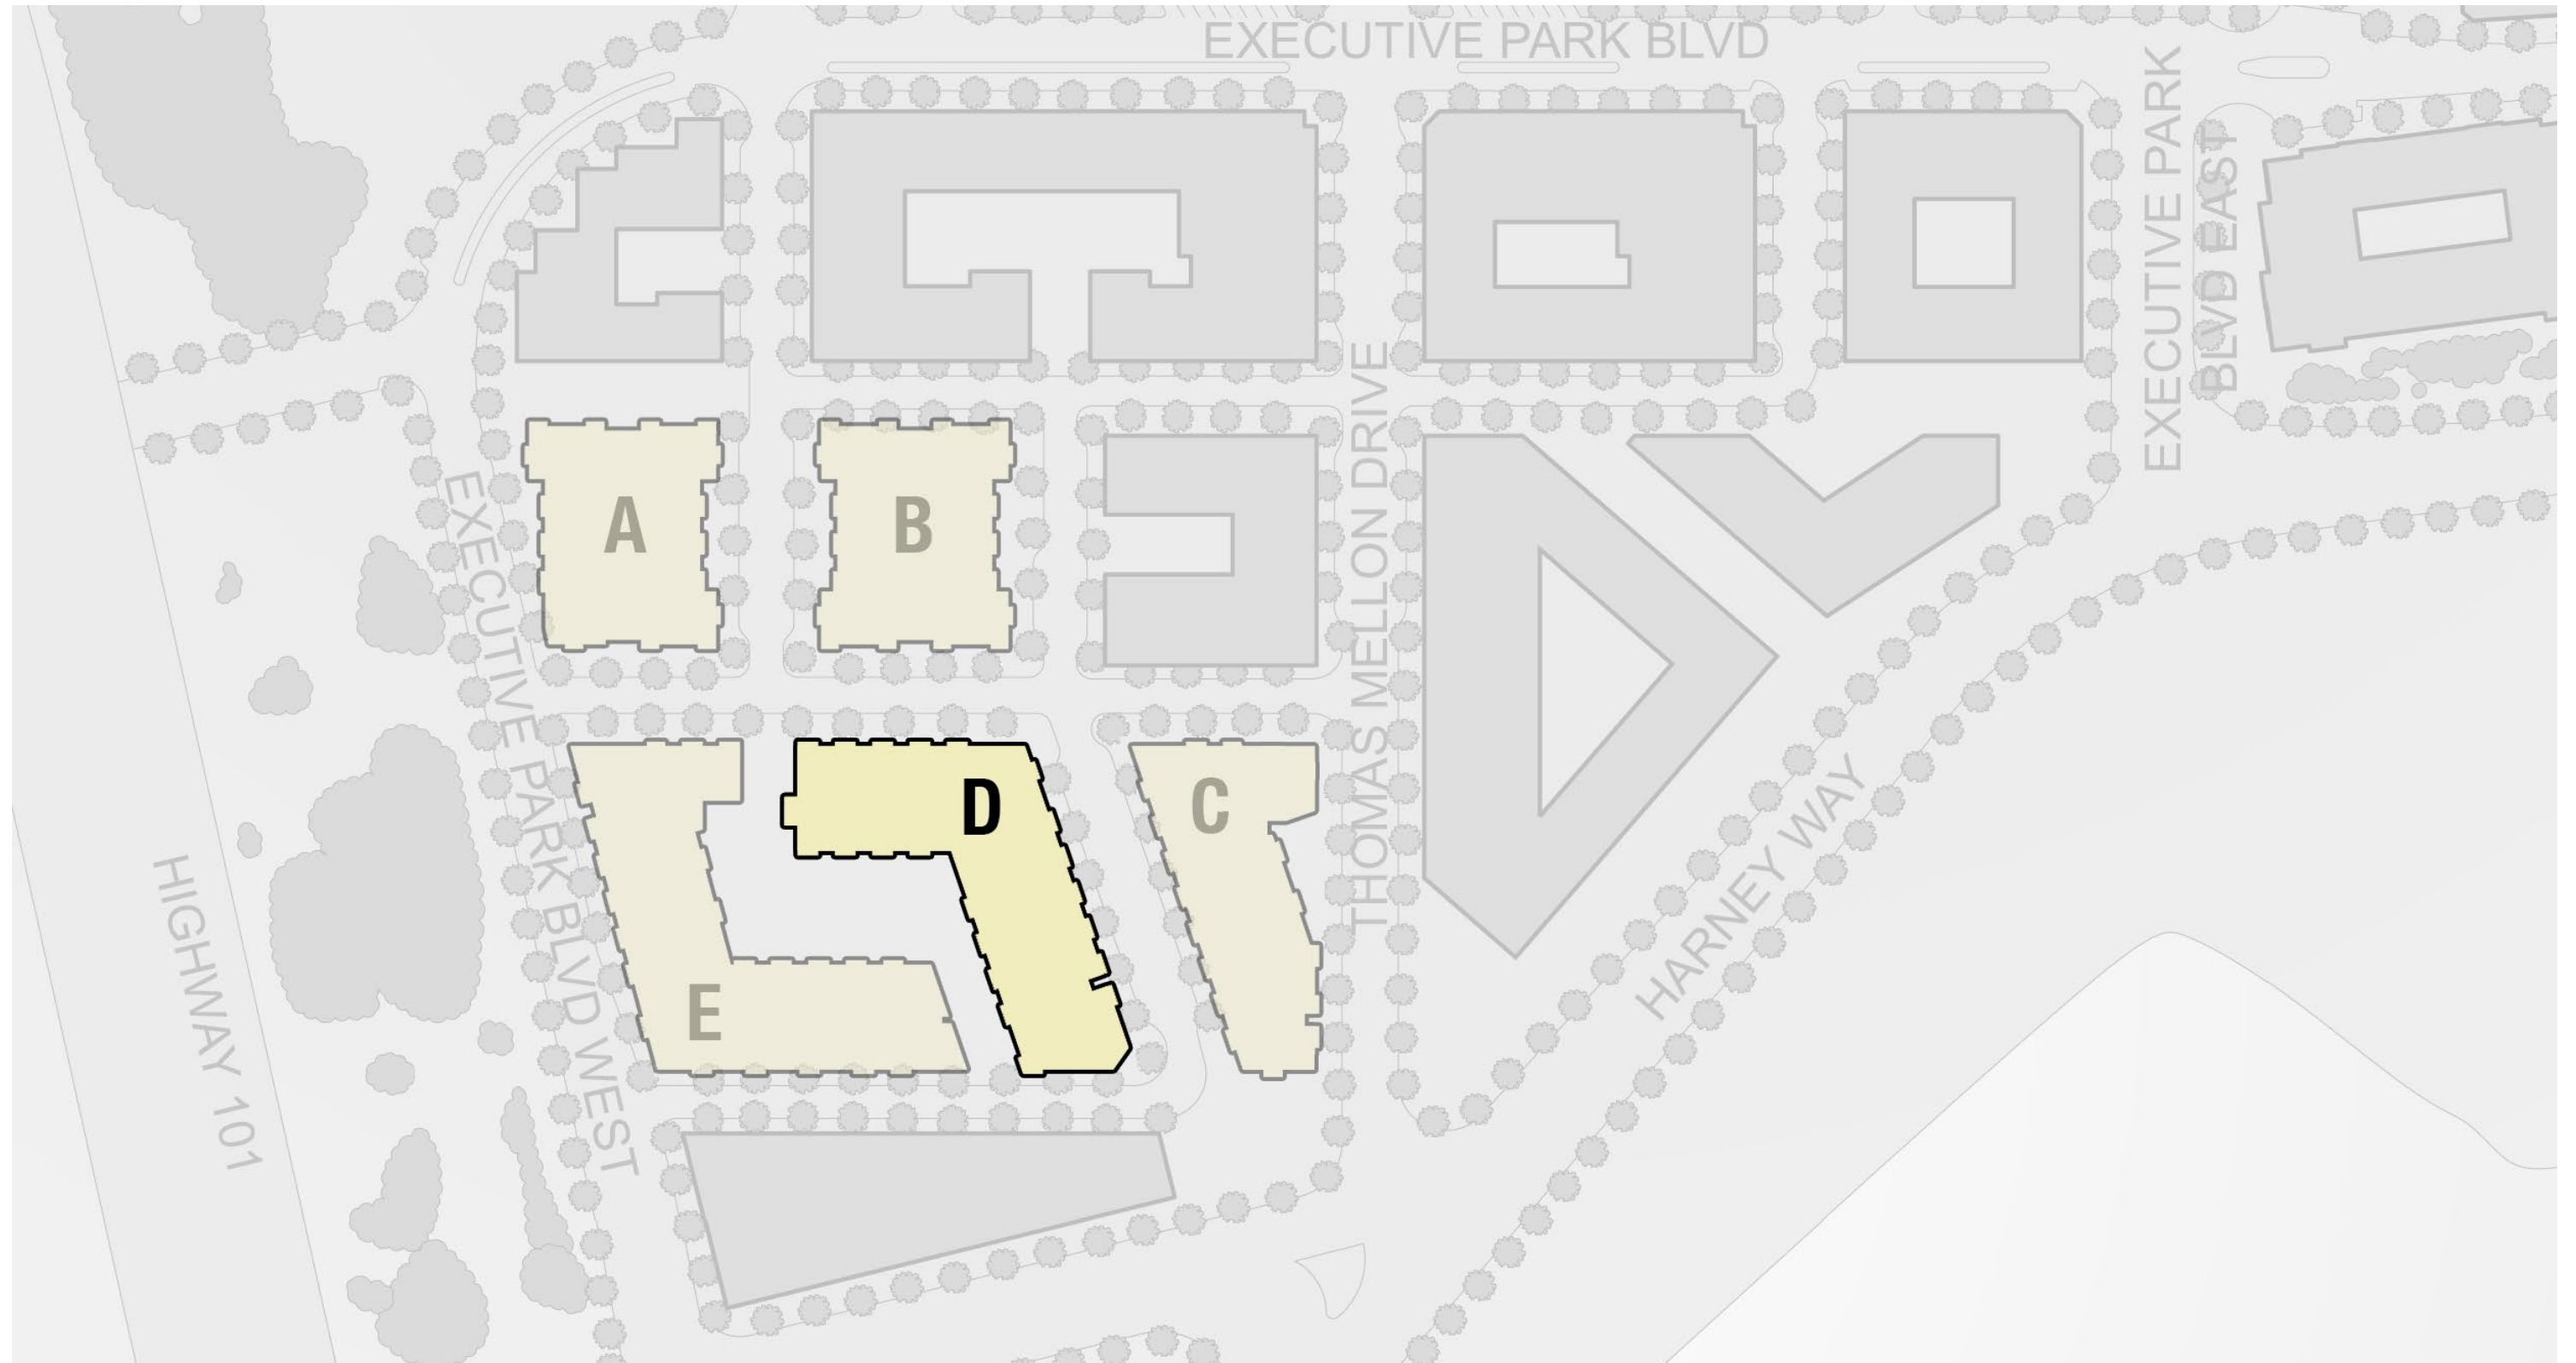 EXECUTIVE PARK BLVD
EXECUTIVE PARK
BLVD EAST
THOMAS MELLON DRIVE
A
B
EXECUTIVE PARK BLVD WEST
D
C
HARNEY WAY
HIGHWAY 101
E